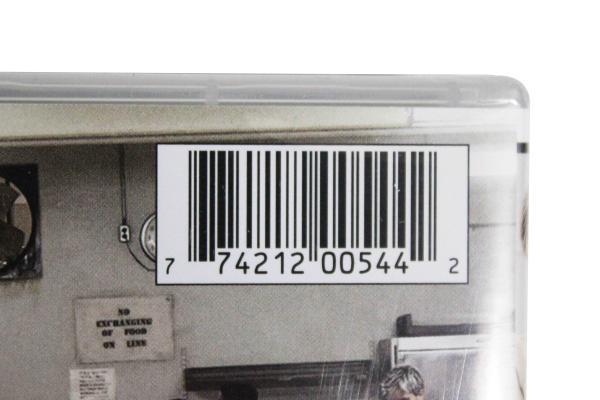 7 74212 00544 2
NO
EXCHANGING
OF FOOD
ON LINE